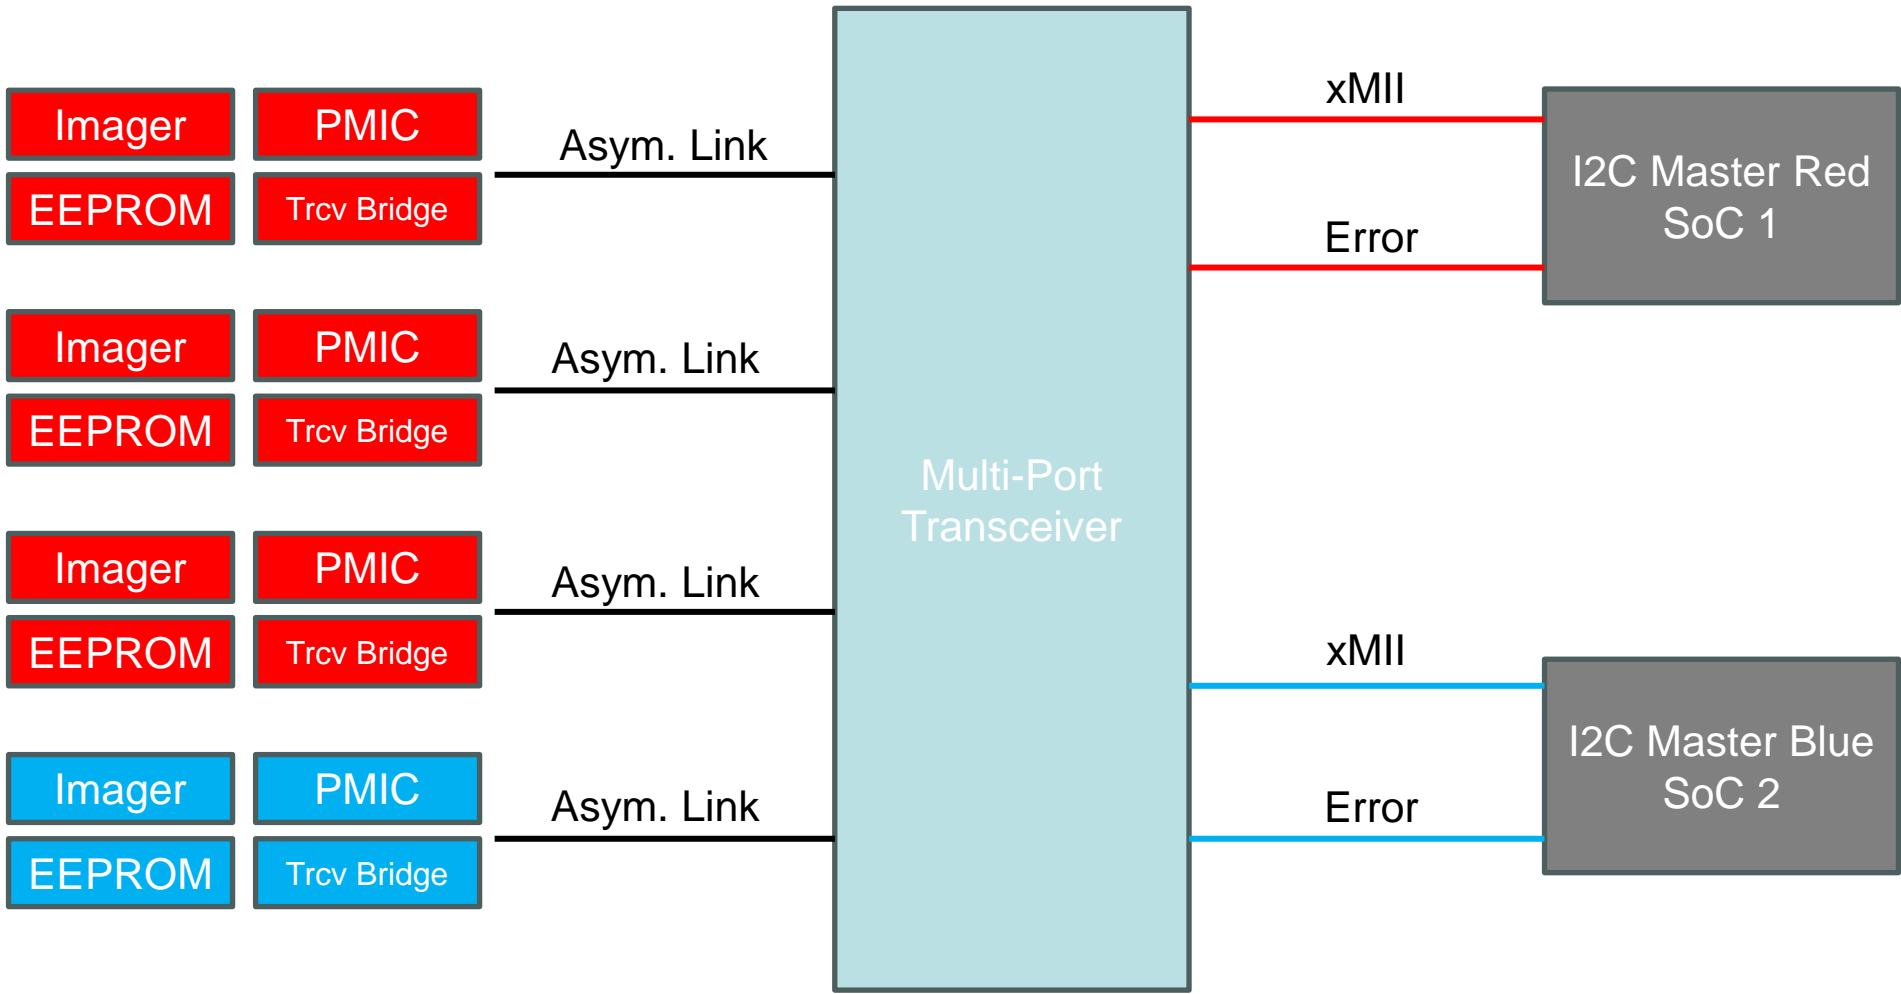 Imager
PMIC
EEPROM
Trcv Bridge
Asym. Link
Imager
PMIC
EEPROM
Trcv Bridge
Asym. Link
Imager
PMIC
EEPROM
Trcv Bridge
Asym. Link
Imager
PMIC
EEPROM
Trcv Bridge
Asym. Link
Multi-Port
Transceiver
xMII
Error
I2C Master Red
SoC 1
xMII
Error
I2C Master Blue
SoC 2